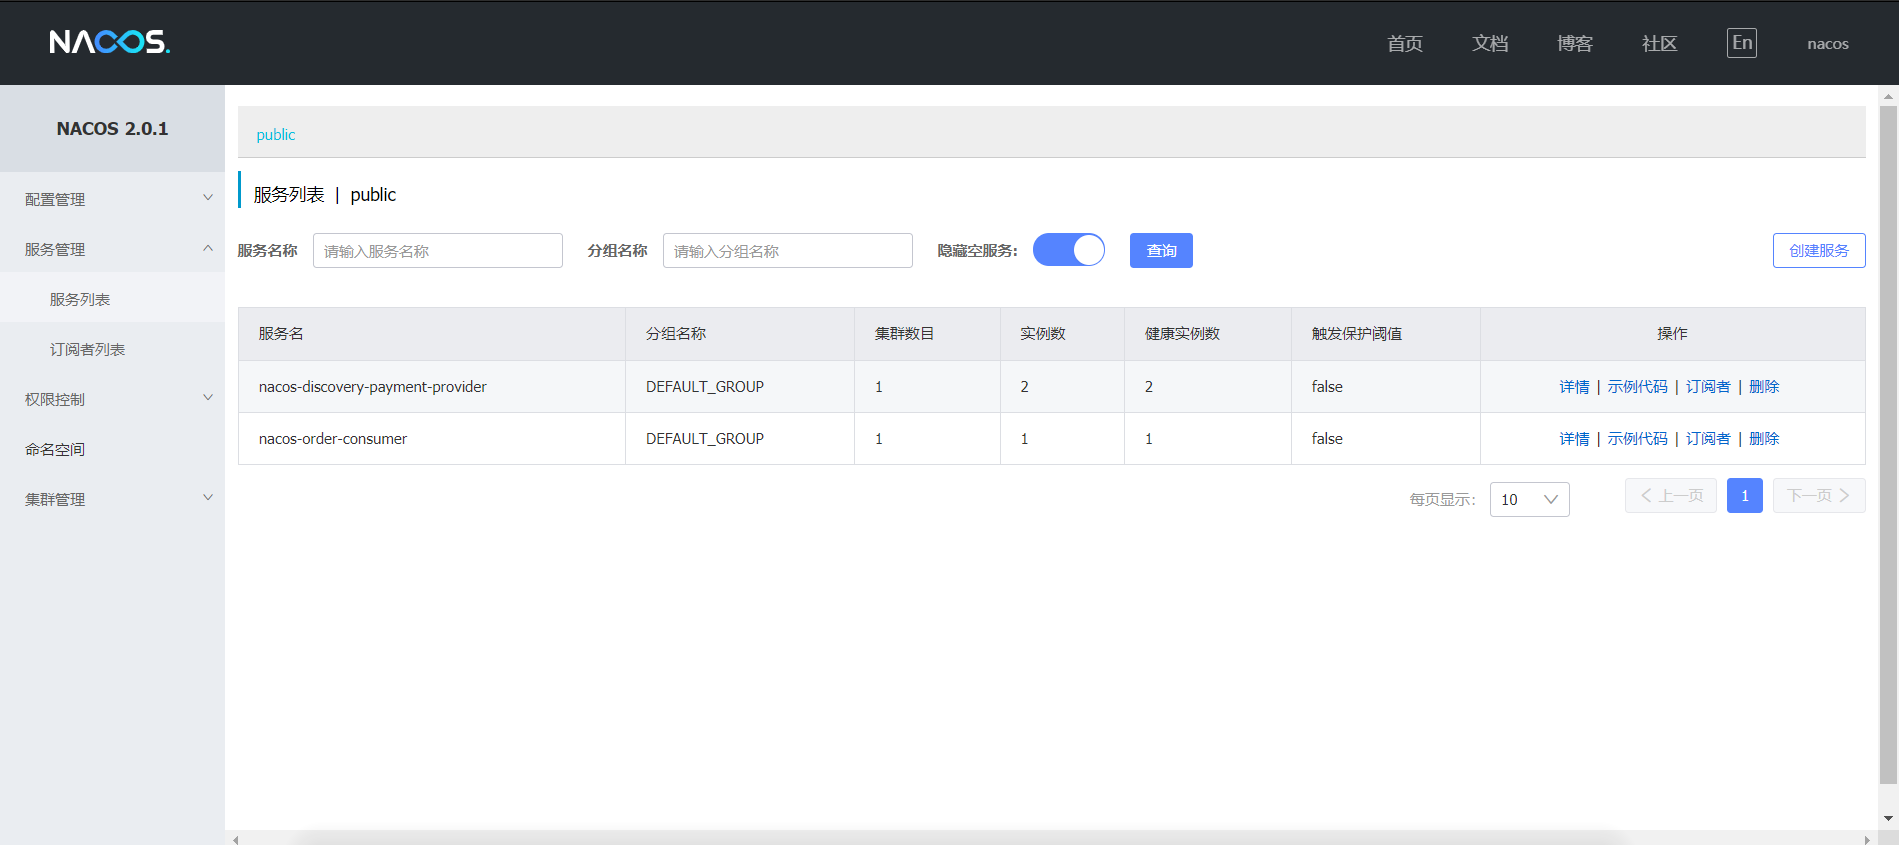 NACOS.
首页 文档 博客 社区 En nacos
NACOS 2.0.1
配置管理
服务管理
服务列表
订阅者列表
权限控制
命名空间
集群管理
public
服务列表 | public
服务名称 请输入服务名称 分组名称 请输入分组名称 隐藏空服务: 查询 创建服务
服务名 分组名称 集群数目 实例数 健康实例数 触发保护阈值 操作
nacos-discovery-payment-provider DEFAULT_GROUP 1 2 2 false 详情 | 示例代码 | 订阅者 | 删除
nacos-order-consumer DEFAULT_GROUP 1 1 1 false 详情 | 示例代码 | 订阅者 | 删除
每页显示: 10 上一页 1 下一页